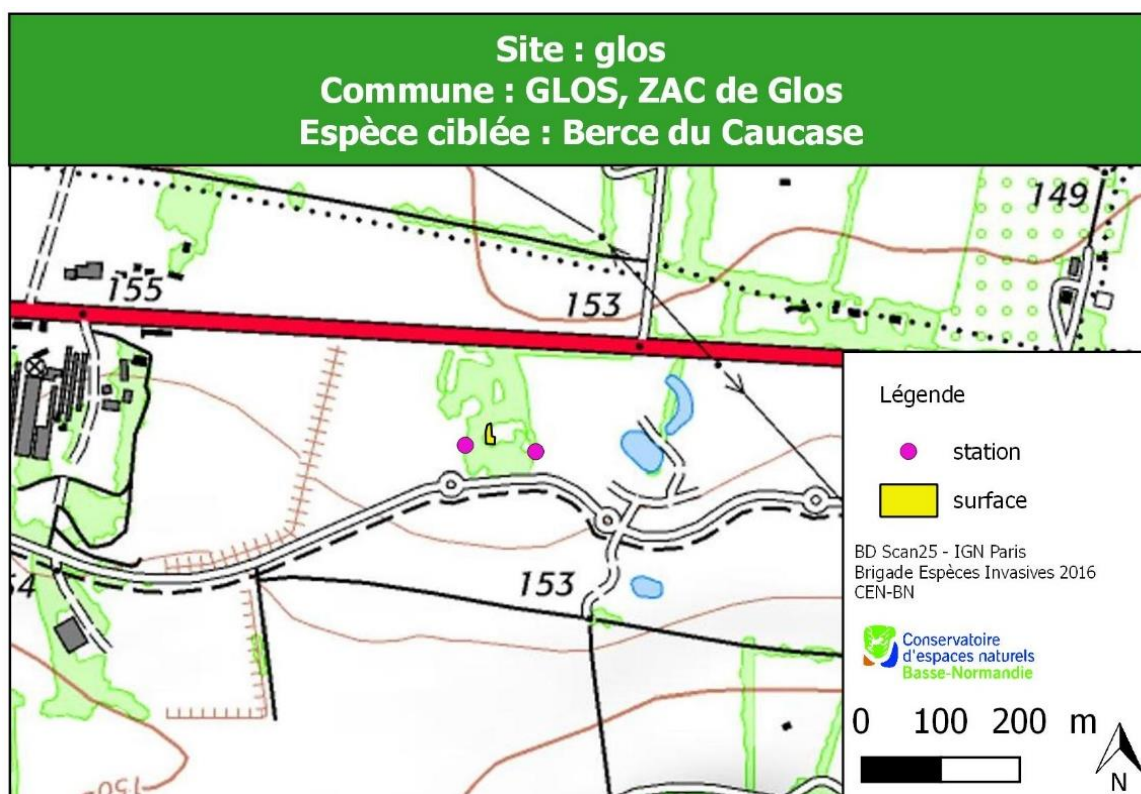 Site : glos
Commune : GLOS, ZAC de Glos
Espèce ciblée : Berce du Caucase
149
155
153
153
Légende
station
surface
BD Scan25 - IGN Paris
Brigade Espèces Invasives 2016
CEN-BN
Conservatoire
d'espaces naturels
Basse-Normandie
0 100 200 m
N